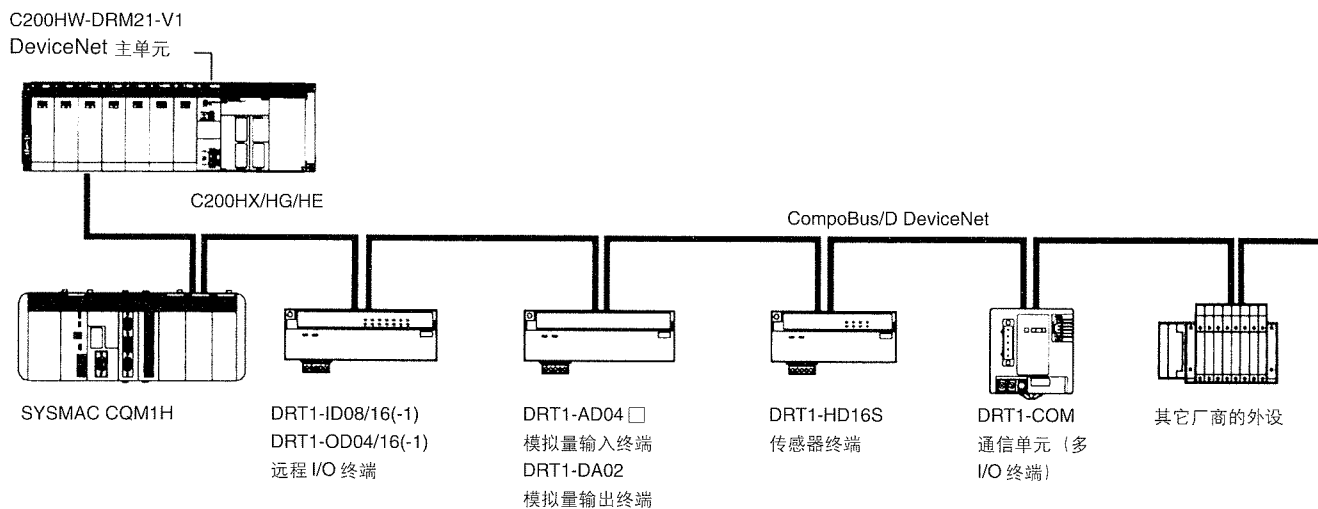 C200HW-DRM21-V1
DeviceNet 主单元
C200HX/HG/HE
CompoBus/D DeviceNet
SYSMAC CQM1H
DRT1-ID08/16(-1)
DRT1-OD04/16(-1)
远程 I/O 终端
DRT1-AD04 □
模拟量输入终端
DRT1-DA02
模拟量输出终端
DRT1-HD16S
传感器终端
DRT1-COM
通信单元（多
I/O 终端）
其它厂商的外设